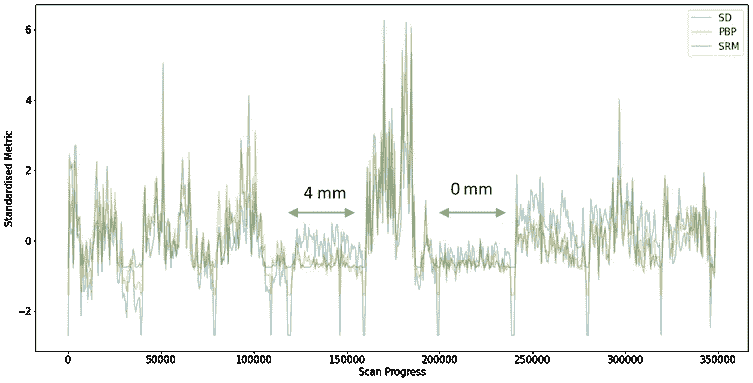 SD
PBP
SRM
6
4
2
0
−2
Standardised Metric
4 mm
0 mm
0
50000
100000
150000
200000
250000
300000
350000
Scan Progress